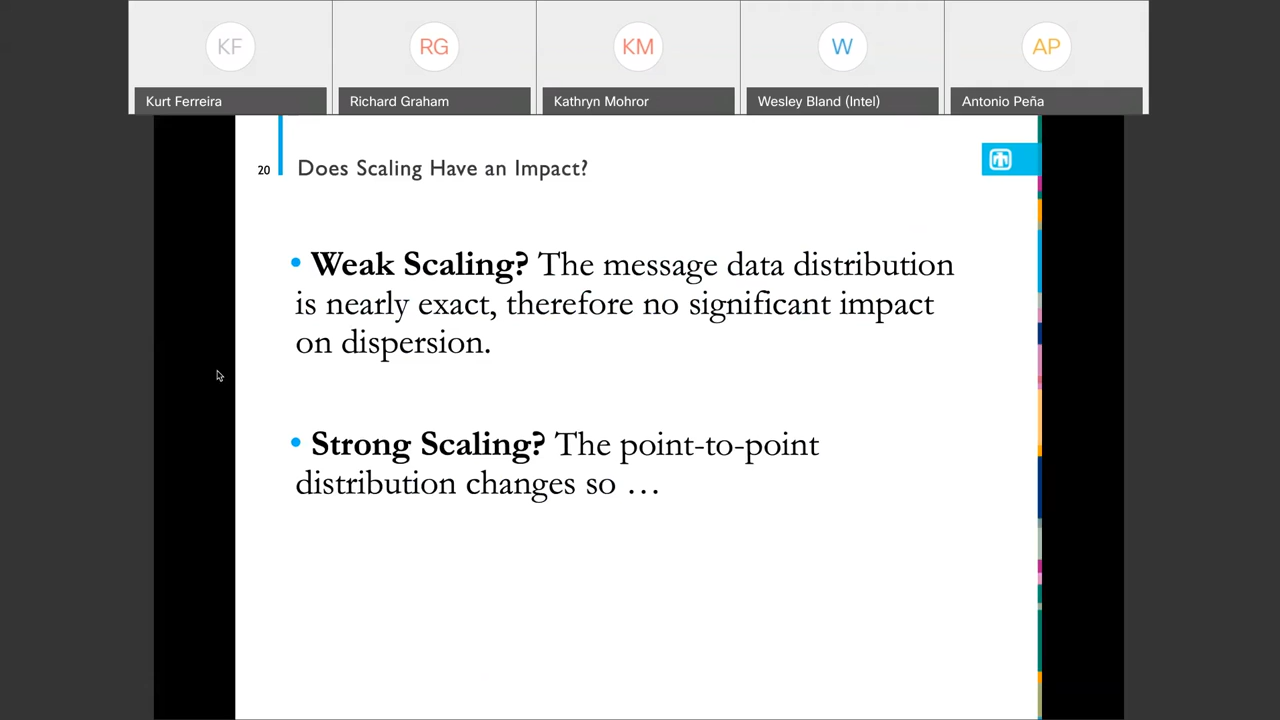 KF
RG
KM
W
AP
Kurt Ferreira
Richard Graham
Kathryn Mohror
Wesley Bland (Intel)
Antonio Peña
20
Does Scaling Have an Impact?
• Weak Scaling? The message data distribution
is nearly exact, therefore no significant impact
on dispersion.
• Strong Scaling? The point-to-point
distribution changes so …